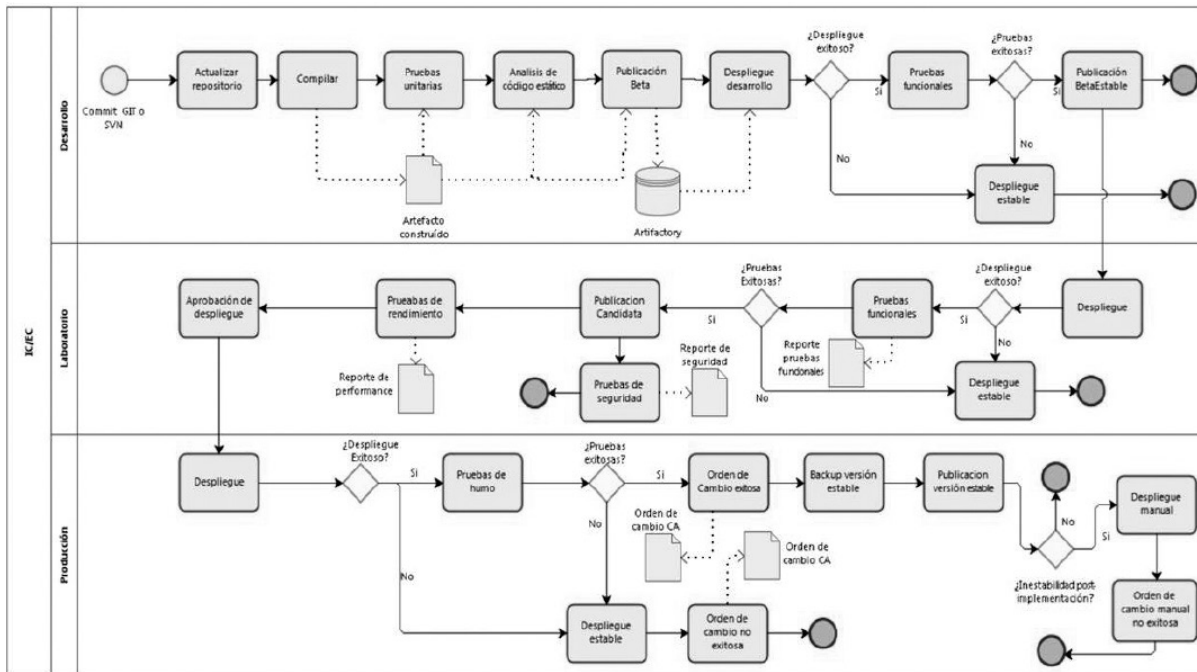 IC/EC
Desarrollo
Commit GIT o
SVN
Actualizar
repositorio
Compilar
Pruebas
unitarias
Analisis de
código estático
Publicación
Beta
Despliegue
desarrollo
¿Despliegue
exitoso?
Si
No
Pruebas
funcionales
¿Pruebas
exitosas?
Si
No
Publicación
BetaEstable
Artefacto
construído
Artifactory
Despliegue
estable
Laboratorio
Aprobación de
despliegue
Prueabas de
rendimiento
Reporte de
performance
Publicacion
Candidata
Pruebas de
seguridad
Reporte de
seguridad
¿Pruebas
Exitosas?
Si
No
Pruebas
funcionales
Reporte
pruebas
funcionales
¿Despliegue
exitoso?
Si
No
Despliegue
Despliegue
estable
Producción
Despliegue
¿Despliegue
Exitoso?
Si
No
Pruebas de
humo
¿Pruebas
exitosas?
Si
No
Orden de
Cambio exitosa
Backup versión
estable
Publicacion
versión estable
Orden de
cambio CA
Orden de
cambio CA
Despliegue
estable
Orden de
cambio no
exitosa
No
Si
¿Inestabilidad post-
implementación?
Despliegue
manual
Orden de
cambio manual
no exitosa